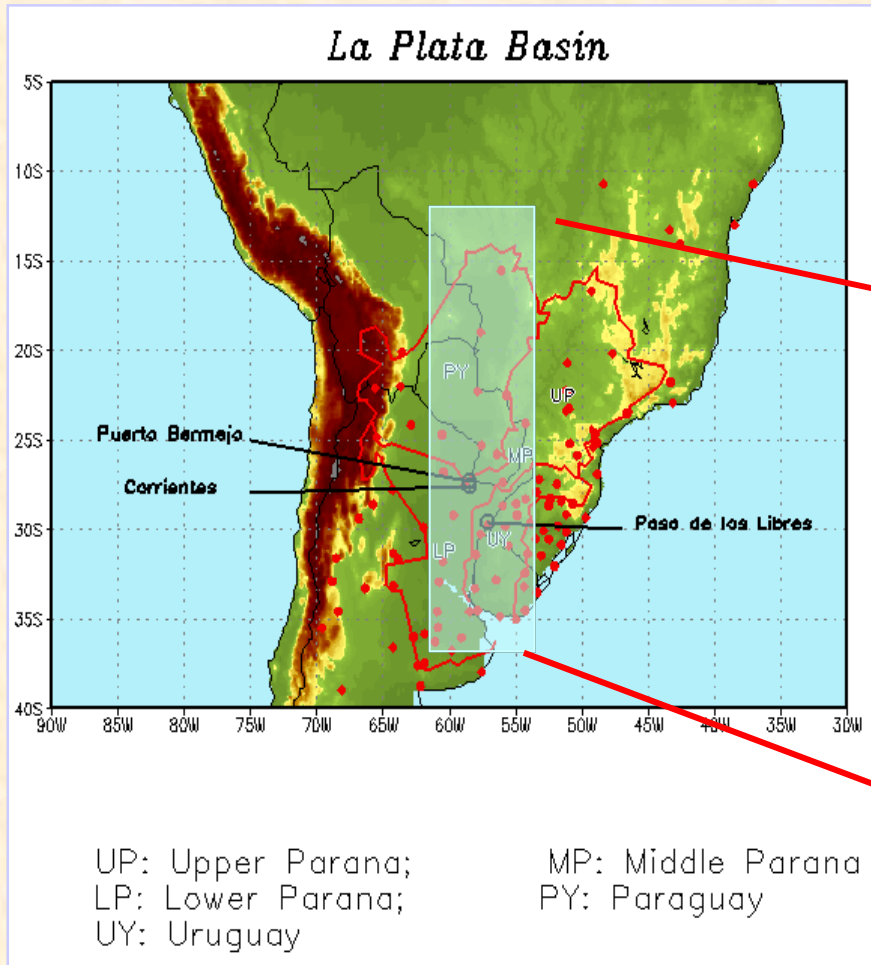 La Plata Basin
5S
10S
15S
20S
25S
30S
35S
40S
PY
UP
Puerto Bermejo
MP
Corrientes
Paso de los Libres
UY
LP
90W 85W 80W 75W 70W 65W 60W 55W 50W 45W 40W 35W 30W
UP: Upper Parana; MP: Middle Parana
LP: Lower Parana; PY: Paraguay
UY: Uruguay